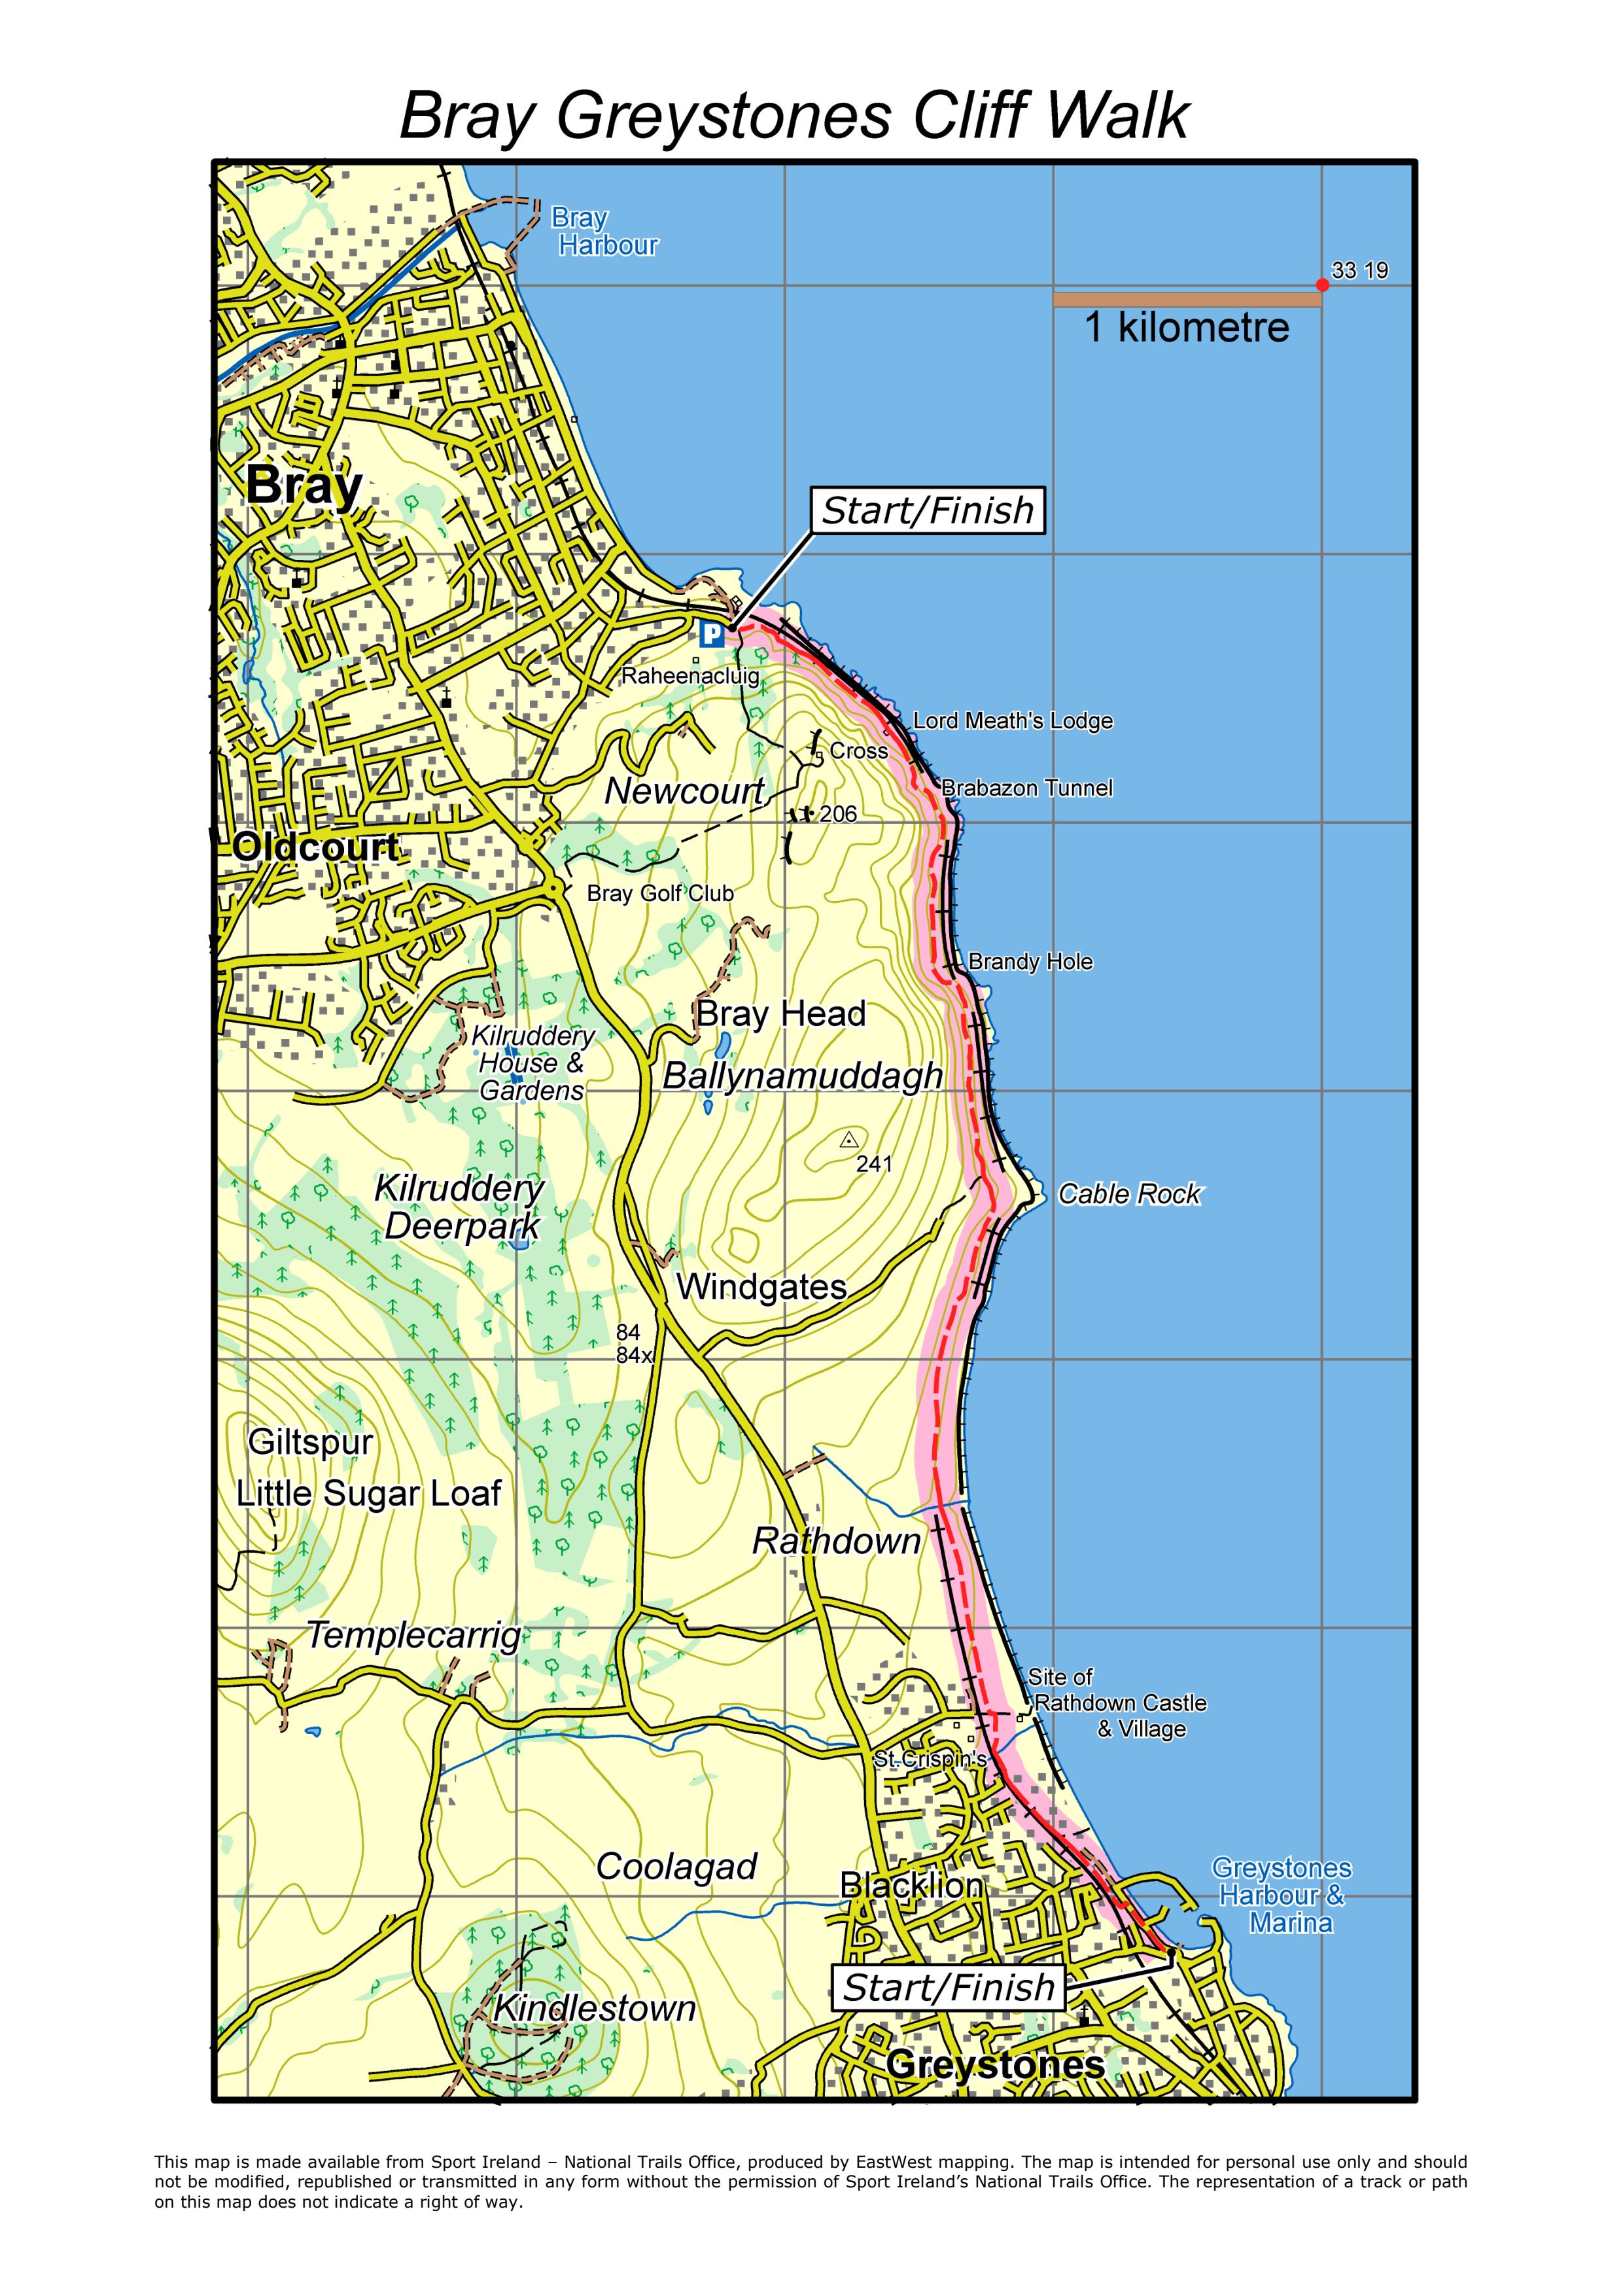 Bray Greystones Cliff Walk
Bray
Harbour
33 19
1 kilometre
Bray
Start/Finish
P
Raheenacluig
Lord Meath's Lodge
Cross
Newcourt
Brabazon Tunnel
206
Oldcourt
Bray Golf Club
Brandy Hole
Bray Head
Kilruddery
House &
Gardens
Ballynamuddagh
241
Kilruddery
Deerpark
Cable Rock
Windgates
84
84x
Giltspur
Little Sugar Loaf
Rathdown
Templecarrig
Site of
Rathdown Castle
& Village
St.Crispin's
Coolagad
Blacklion
Greystones
Harbour &
Marina
Start/Finish
Kindlestown
Greystones
This map is made available from Sport Ireland – National Trails Office, produced by EastWest mapping. The map is intended for personal use only and should
not be modified, republished or transmitted in any form without the permission of Sport Ireland’s National Trails Office. The representation of a track or path
on this map does not indicate a right of way.